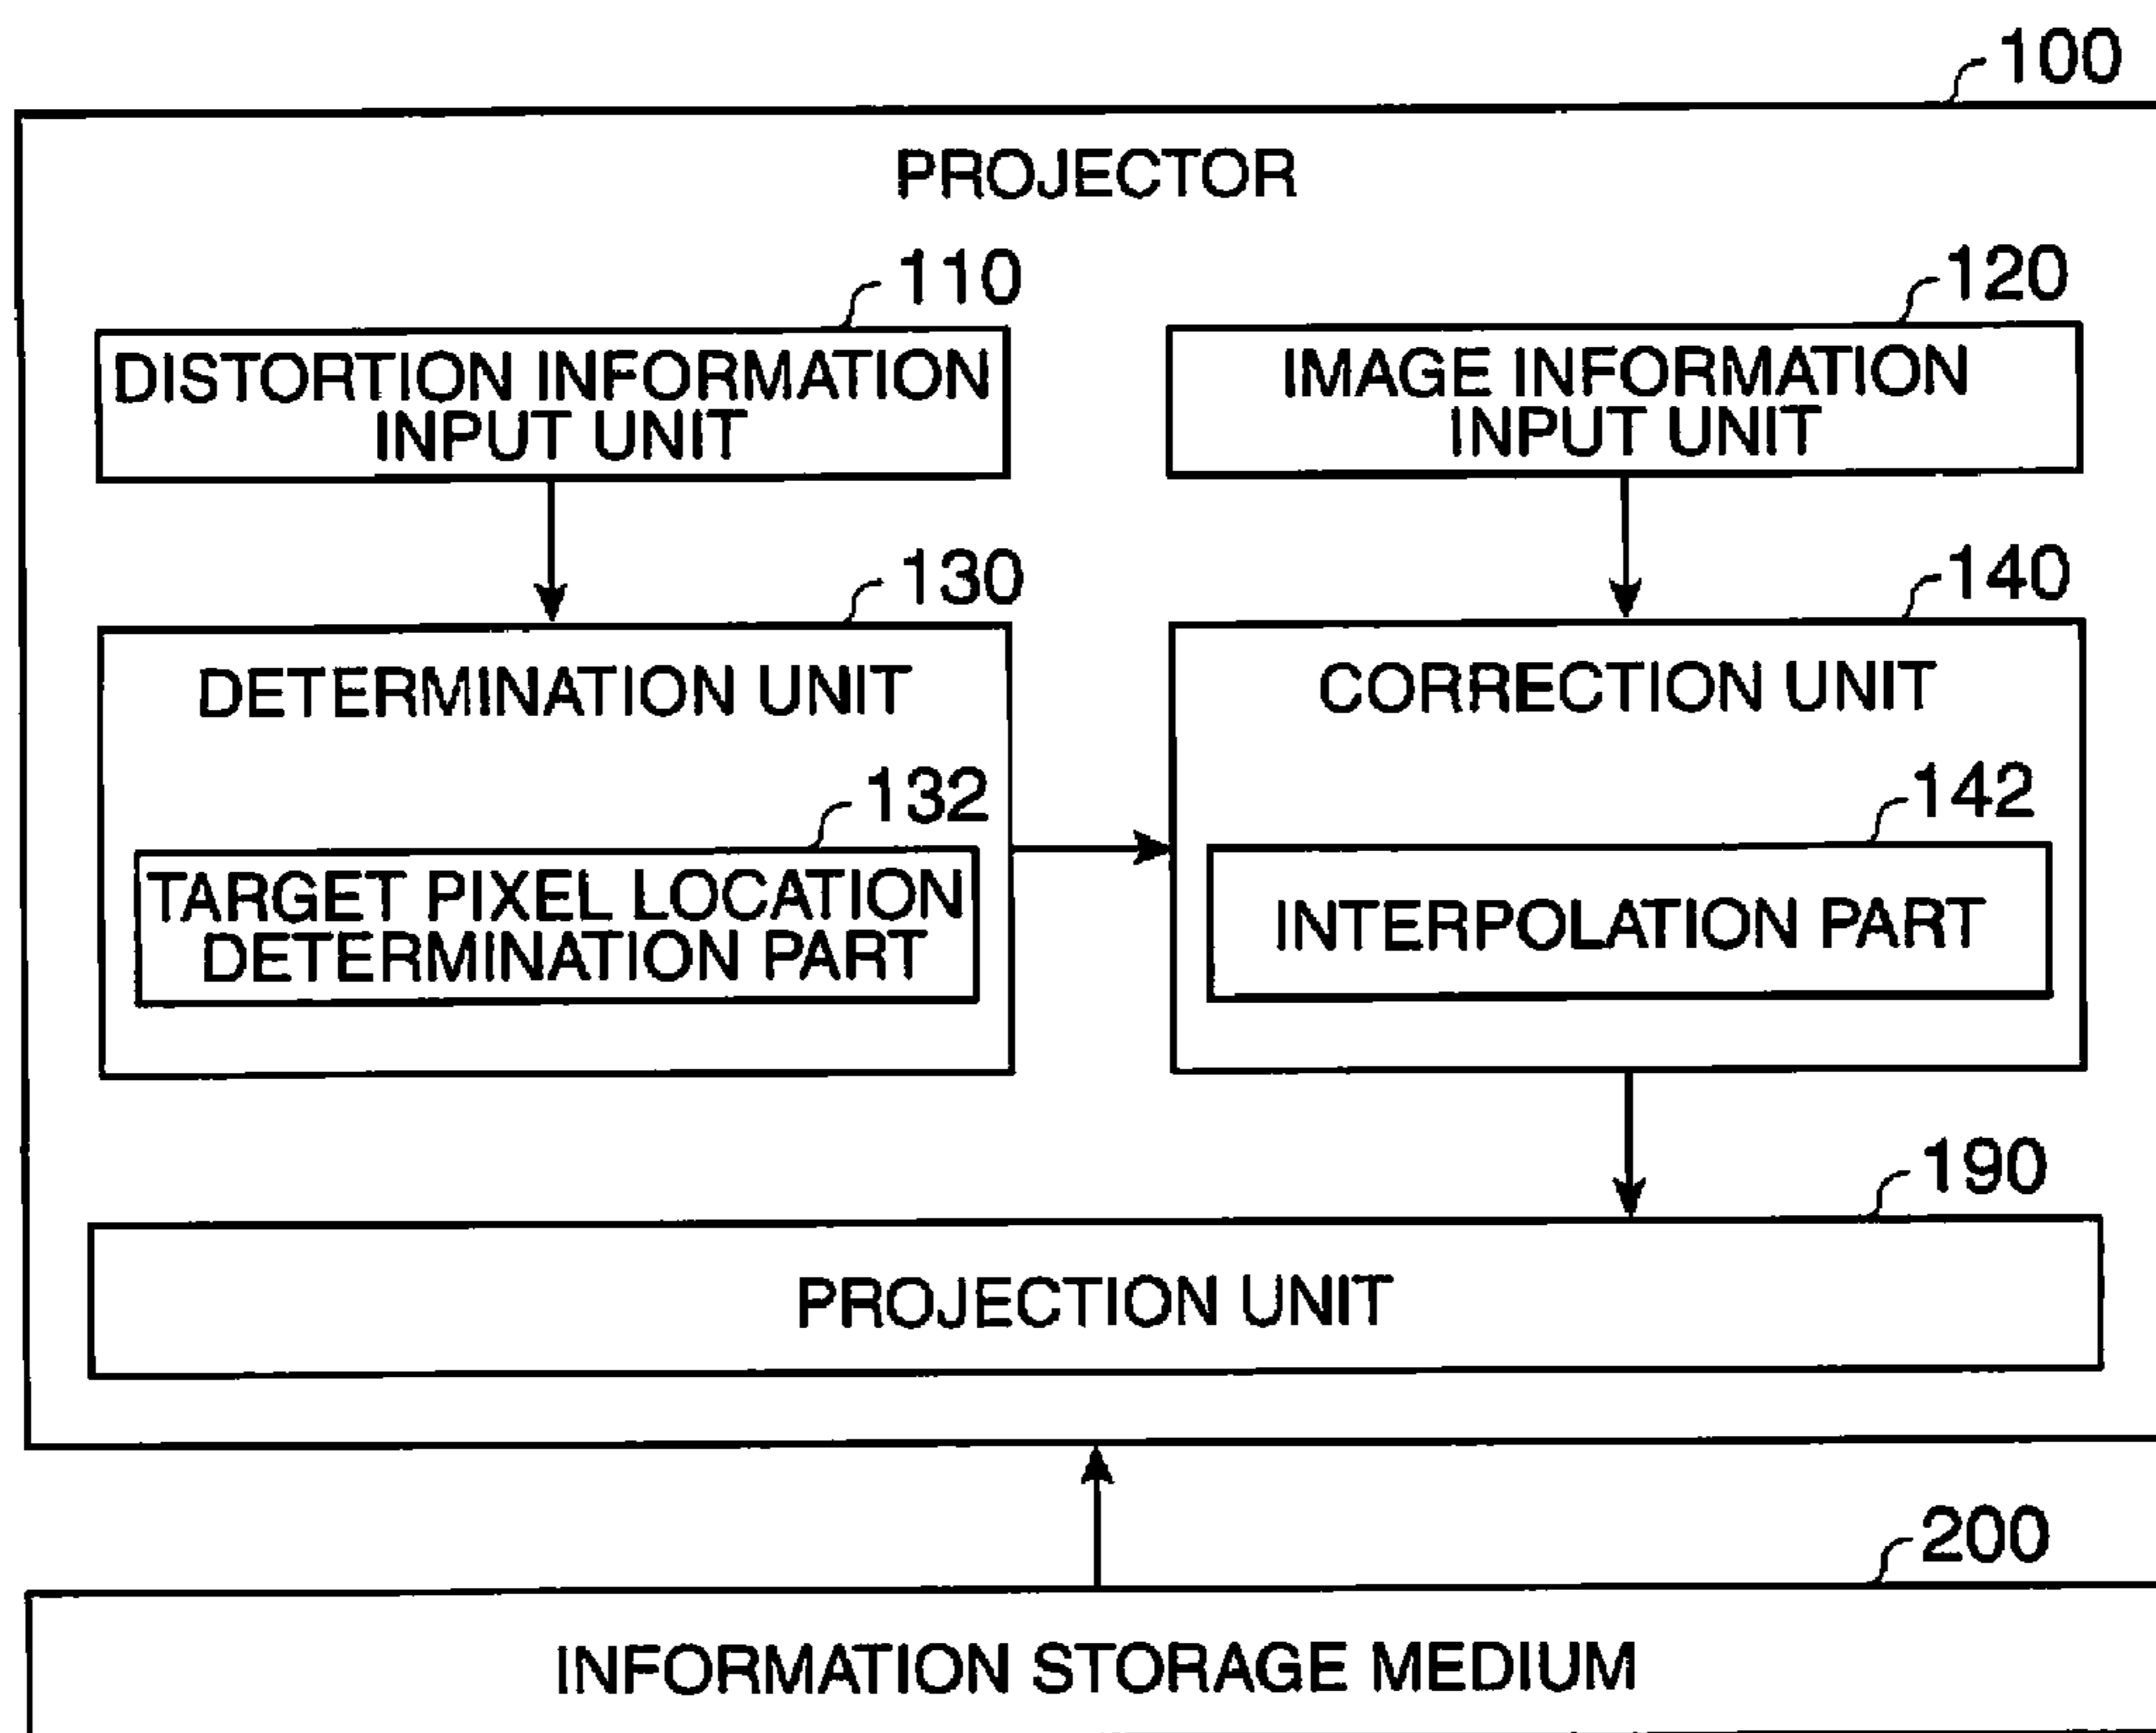 100
PROJECTOR
110
120
DISTORTION INFORMATION
INPUT UNIT
IMAGE INFORMATION
INPUT UNIT
130
140
DETERMINATION UNIT
CORRECTION UNIT
132
142
TARGET PIXEL LOCATION
DETERMINATION PART
INTERPOLATION PART
190
PROJECTION UNIT
200
INFORMATION STORAGE MEDIUM